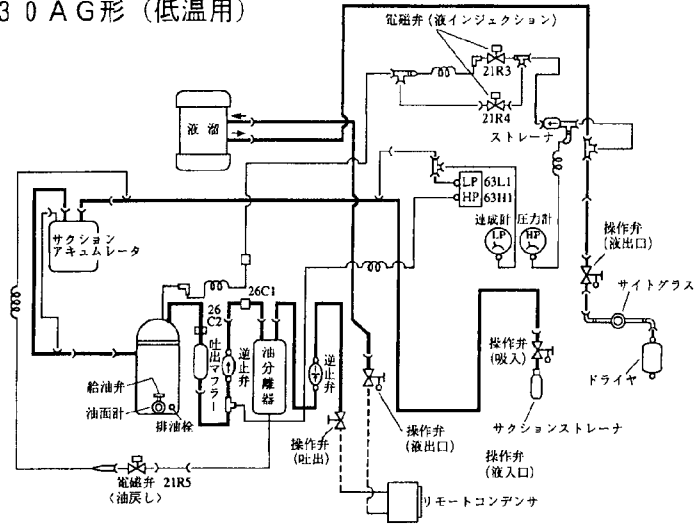 30AG形(低温用)
電磁弁(液インジェクション)
21R3
21R4
ストレーナ
液溜
LP 63L1
HP 63H1
連成計 圧力計
LP
HP
操作弁
(液出口)
サクション
アキュムレータ
サイトグラス
26C1
26
C2
吐出マフラー
逆止弁
油分離器
逆止弁
操作弁
(吸入)
ドライヤ
給油弁
油面計
排油栓
サクションストレーナ
操作弁
(吐出)
操作弁
(液出口)
操作弁
(液入口)
電磁弁 21R5
(油戻し)
リモートコンデンサ